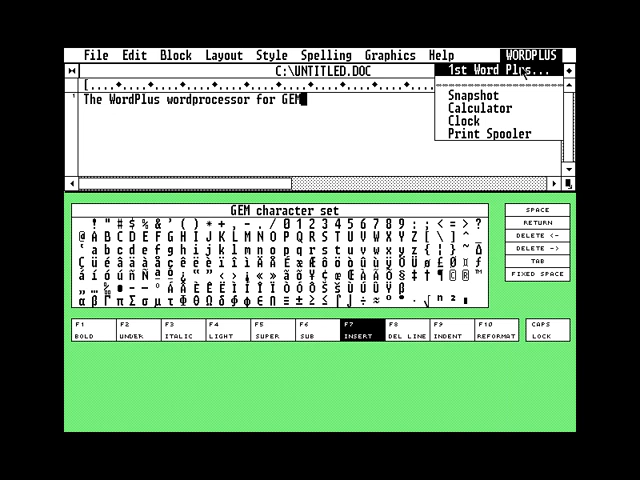 File Edit Block Layout Style Spelling Graphics Help WORDPLUS
C:\UNTITLED.DOC
1st Word Plus...
The WordPlus wordprocessor for GEM
Snapshot
Calculator
Clock
Print Spooler
GEM character set
! " # $ % & ' ( ) * + , - . / 0 1 2 3 4 5 6 7 8 9 : ; < = > ?
@ A B C D E F G H I J K L M N O P Q R S T U V W X Y Z [ \ ] ^
` a b c d e f g h i j k l m n o p q r s t u v w x y z { | } ~ Δ
SPACE
RETURN
DELETE <-
DELETE ->
TAB
FIXED SPACE
F1 F2 F3 F4 F5 F6 F7 F8 F9 F10 CAPS
BOLD UNDER ITALIC LIGHT SUPER SUB INSERT DEL LINE INDENT REFORMAT LOCK